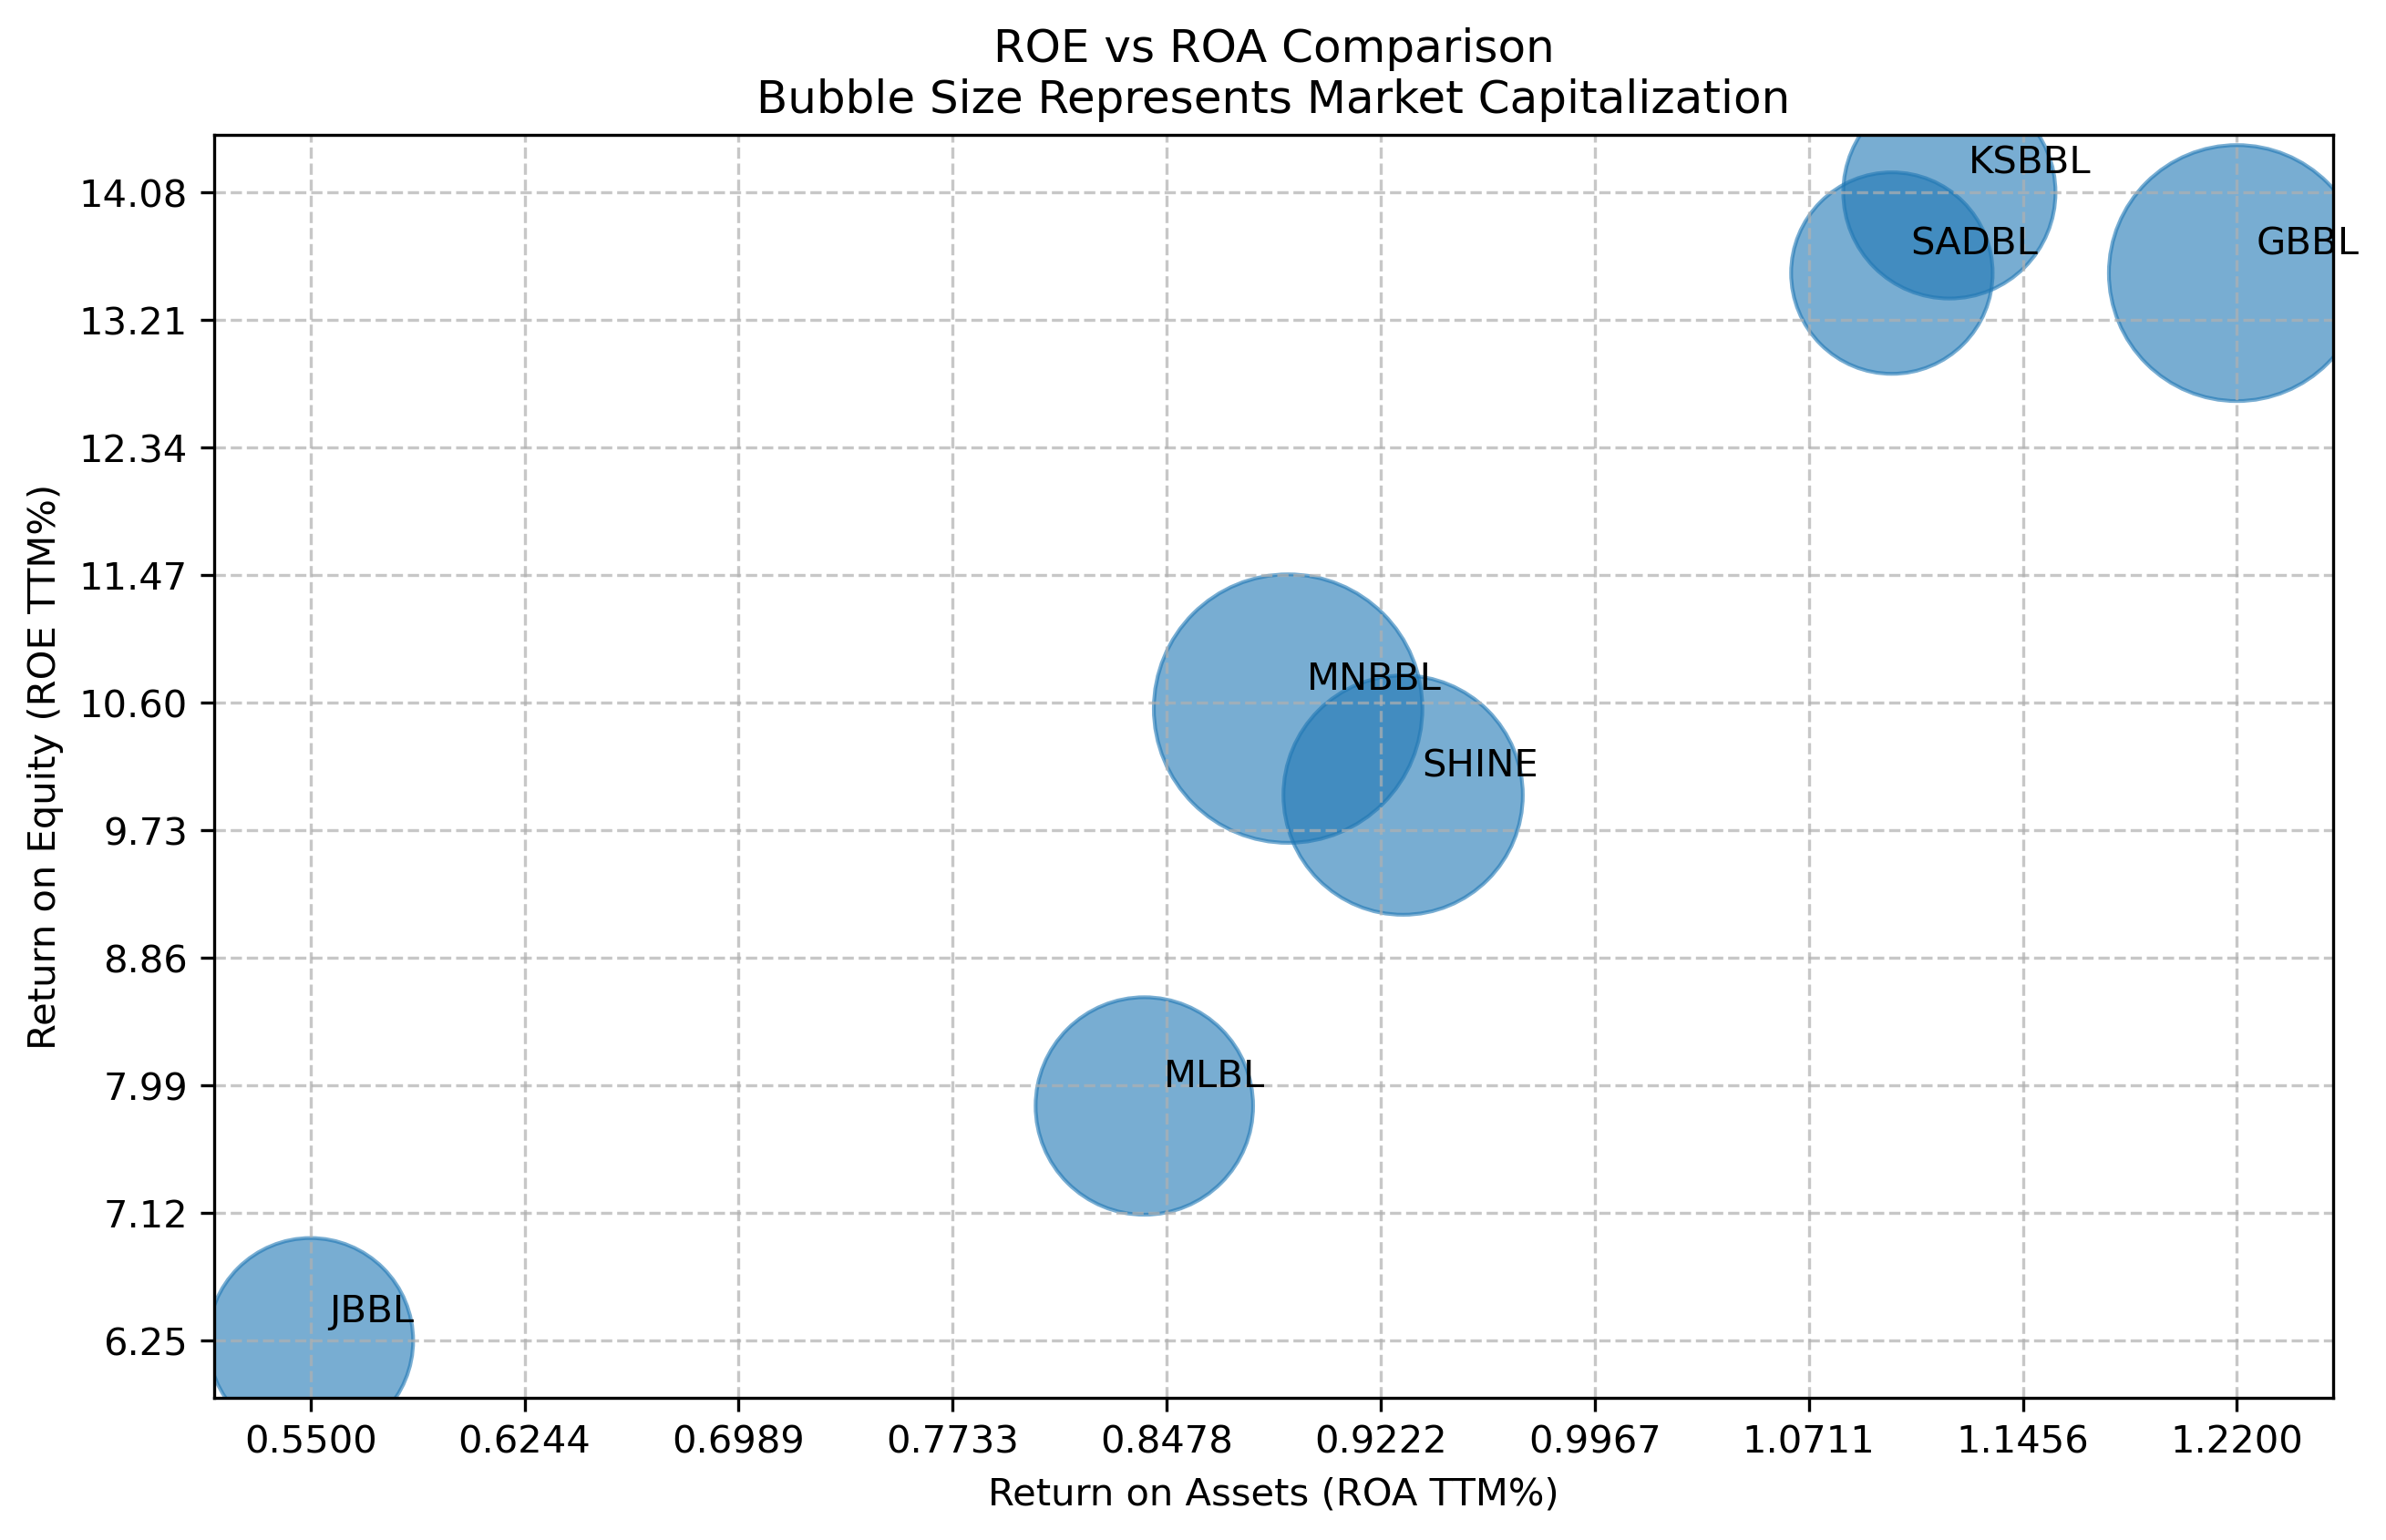 ROE vs ROA Comparison
Bubble Size Represents Market Capitalization
Return on Equity (ROE TTM%)
14.08
13.21
12.34
11.47
10.60
9.73
8.86
7.99
7.12
6.25
KSBBL
SADBL
GBBL
MNBBL
SHINE
MLBL
JBBL
0.5500 0.6244 0.6989 0.7733 0.8478 0.9222 0.9967 1.0711 1.1456 1.2200
Return on Assets (ROA TTM%)